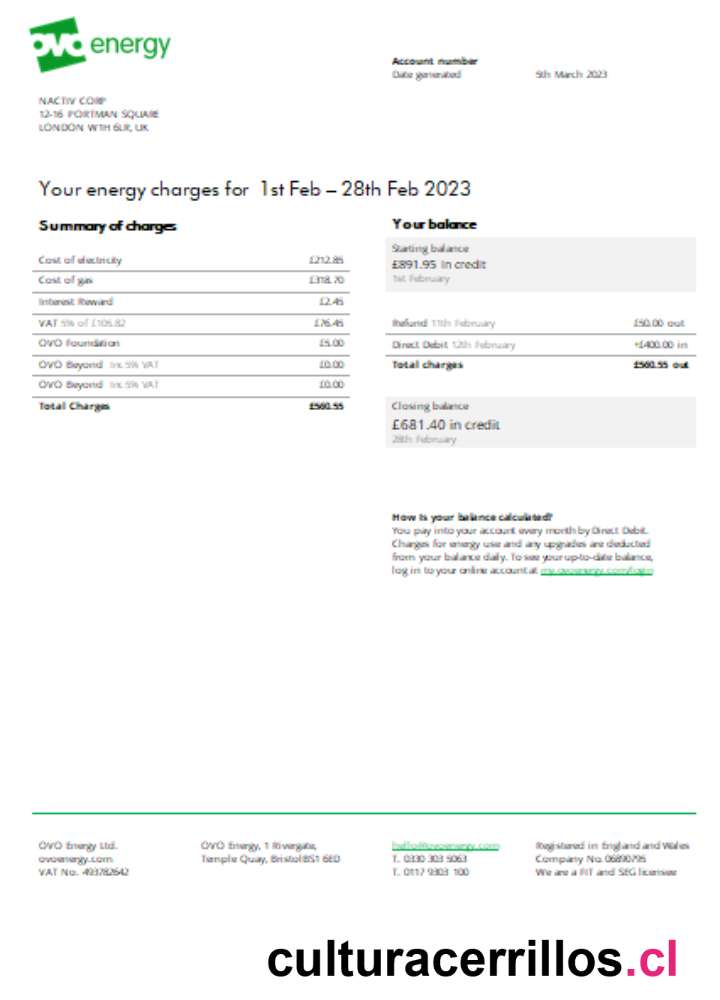 ovo energy
Account number
Date generated 5th March 2023
NACTIV CORP
12-16 PORTMAN SQUARE
LONDON W1H 6LR, UK
Your energy charges for 1st Feb – 28th Feb 2023
Summary of charges
Cost of electricity £212.85
Cost of gas £318.70
Interest Reward £2.45
VAT 5% of £106.82 £76.45
OVO Foundation £5.00
OVO Beyond Inc.5% VAT £0.00
OVO Beyond Inc.5% VAT £0.00
Total Charges £560.55
Your balance
Starting balance
£891.95 in credit
1st February
Refund 11th February £50.00 out
Direct Debit 12th February +£400.00 in
Total charges £560.55 out
Closing balance
£681.40 in credit
28th February
How is your balance calculated?
You pay into your account every month by Direct Debit.
Charges for energy use and any upgrades are deducted
from your balance daily. To see your up-to-date balance,
log in to your online account at my.ovoenergy.com/login
OVO Energy Ltd.
ovoenergy.com
VAT No. 493782642
OVO Energy, 1 Rivergate,
Temple Quay, Bristol BS1 6ED
hello@ovoenergy.com
T. 0330 303 5063
T. 0117 9303 100
Registered in England and Wales
Company No. 06890795
We are a FIT and SEG licensee
culturacerrillos.cl